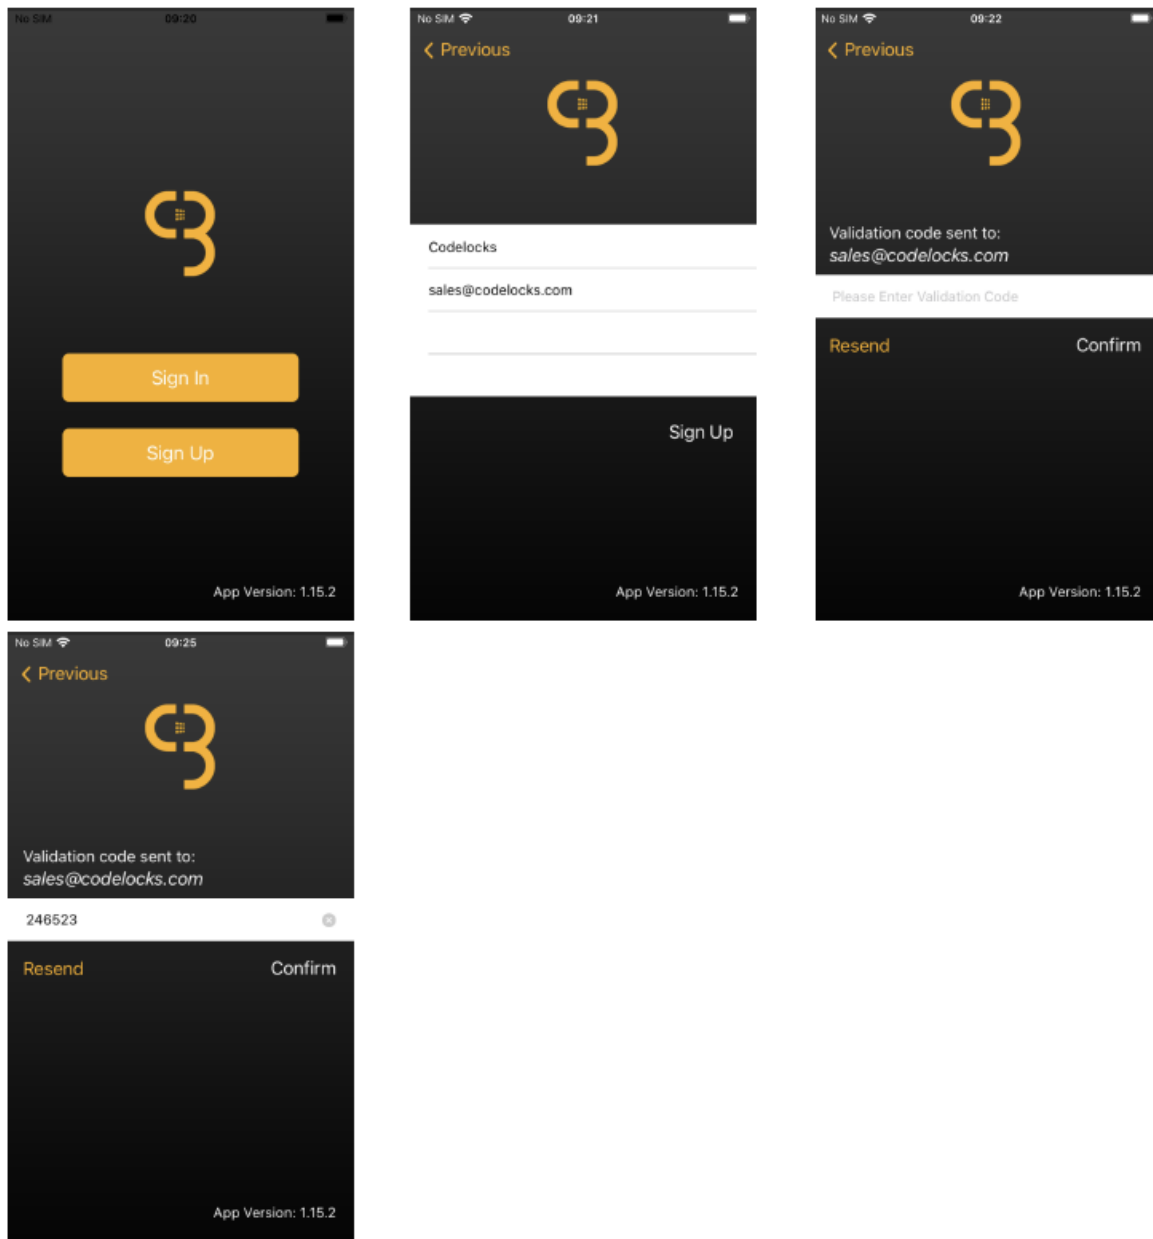 No SIM 09:20
Sign In
Sign Up
App Version: 1.15.2
No SIM 09:21
Previous
Codelocks
sales@codelocks.com
Sign Up
App Version: 1.15.2
No SIM 09:22
Previous
Validation code sent to:
sales@codelocks.com
Please Enter Validation Code
Resend Confirm
App Version: 1.15.2
No SIM 09:25
Previous
Validation code sent to:
sales@codelocks.com
246523
Resend Confirm
App Version: 1.15.2